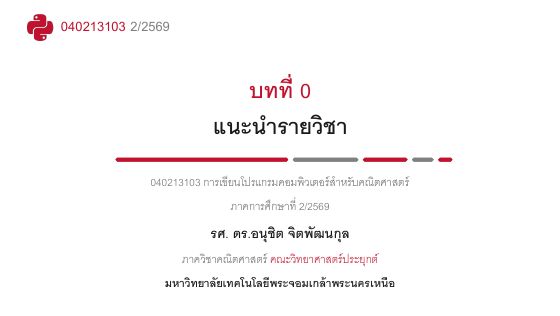 040213103 2/2569
บทที่ 0
แนะนำรายวิชา
040213103 การเขียนโปรแกรมคอมพิวเตอร์สำหรับคณิตศาสตร์
ภาคการศึกษาที่ 2/2569
รศ. ดร.อนุชิต จิตพัฒนกุล
ภาควิชาคณิตศาสตร์ คณะวิทยาศาสตร์ประยุกต์
มหาวิทยาลัยเทคโนโลยีพระจอมเกล้าพระนครเหนือ